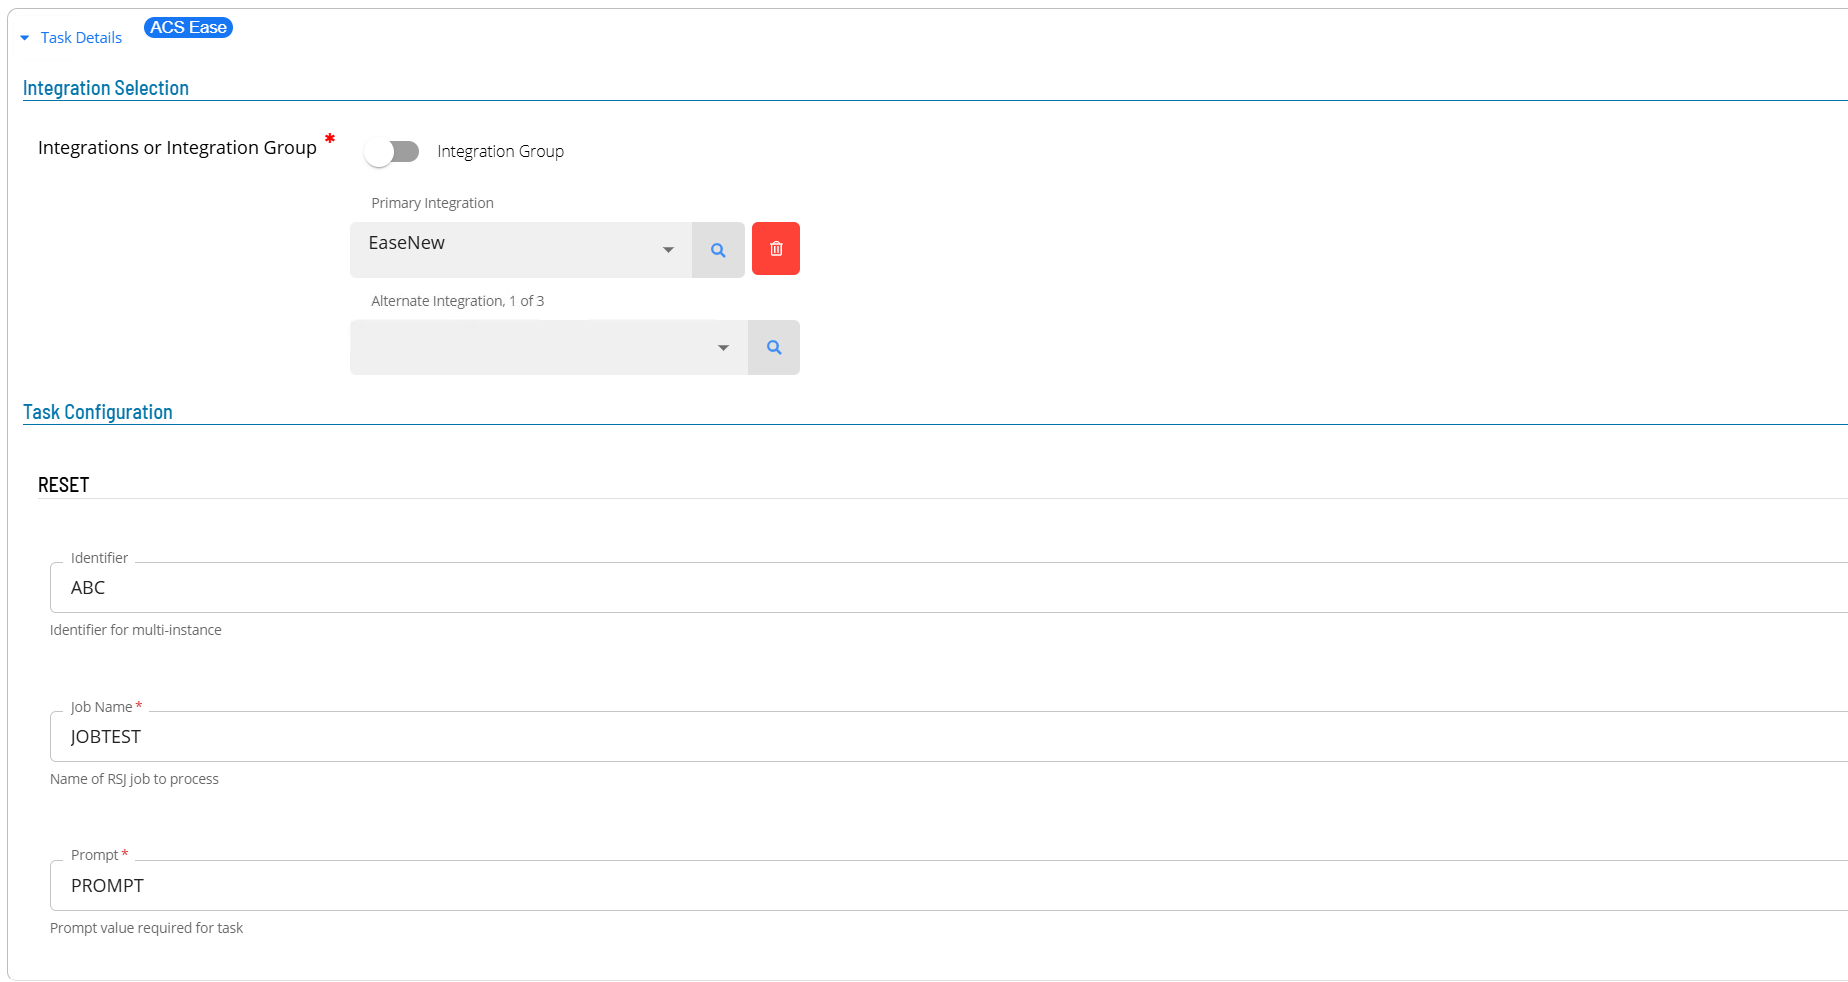 Task Details
ACS Ease
Integration Selection
Integrations or Integration Group *
Integration Group
Primary Integration
EaseNew
Alternate Integration, 1 of 3
Task Configuration
RESET
Identifier
ABC
Identifier for multi-instance
Job Name *
JOBTEST
Name of RSJ job to process
Prompt *
PROMPT
Prompt value required for task